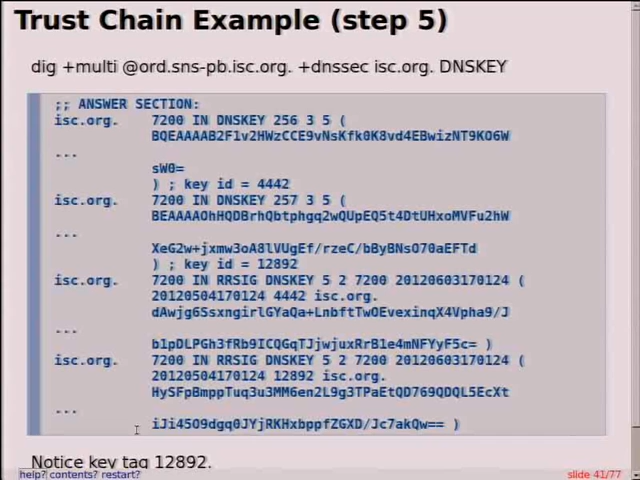 Trust Chain Example (step 5)
dig +multi @ord.sns-pb.isc.org. +dnssec isc.org. DNSKEY
;; ANSWER SECTION:
isc.org. 7200 IN DNSKEY 256 3 5 (
BQEAAAAB2F1v2HWzCCE9vNsKfk0K8vd4EBwizNT9KO6W
...
sW0=
) ; key id = 4442
isc.org. 7200 IN DNSKEY 257 3 5 (
BEAAAAOhHQDBrhQbtphgq2wQUpEQ5t4DtUHxoMVFu2hW
...
XeG2w+jxmw3oA8lVUgEf/rzeC/bByBNsO70aEFTd
) ; key id = 12892
isc.org. 7200 IN RRSIG DNSKEY 5 2 7200 20120603170124 (
20120504170124 4442 isc.org.
dAwjg6SsxngirlGYaQa+LnbftTwOEvexinqX4Vpha9/J
...
b1pDLPGh3fRb9ICQGqTJjwjuxRrB1e4mNFYyF5c= )
isc.org. 7200 IN RRSIG DNSKEY 5 2 7200 20120603170124 (
20120504170124 12892 isc.org.
HySFpBmppTuq3u3MM6en2L9g3TPaEtQD769QDQL5EcXt
...
iJi45O9dgq0JYjRKHxbppfZGXD/Jc7akQw== )
Notice key tag 12892.
help? contents? restart? slide 41/77